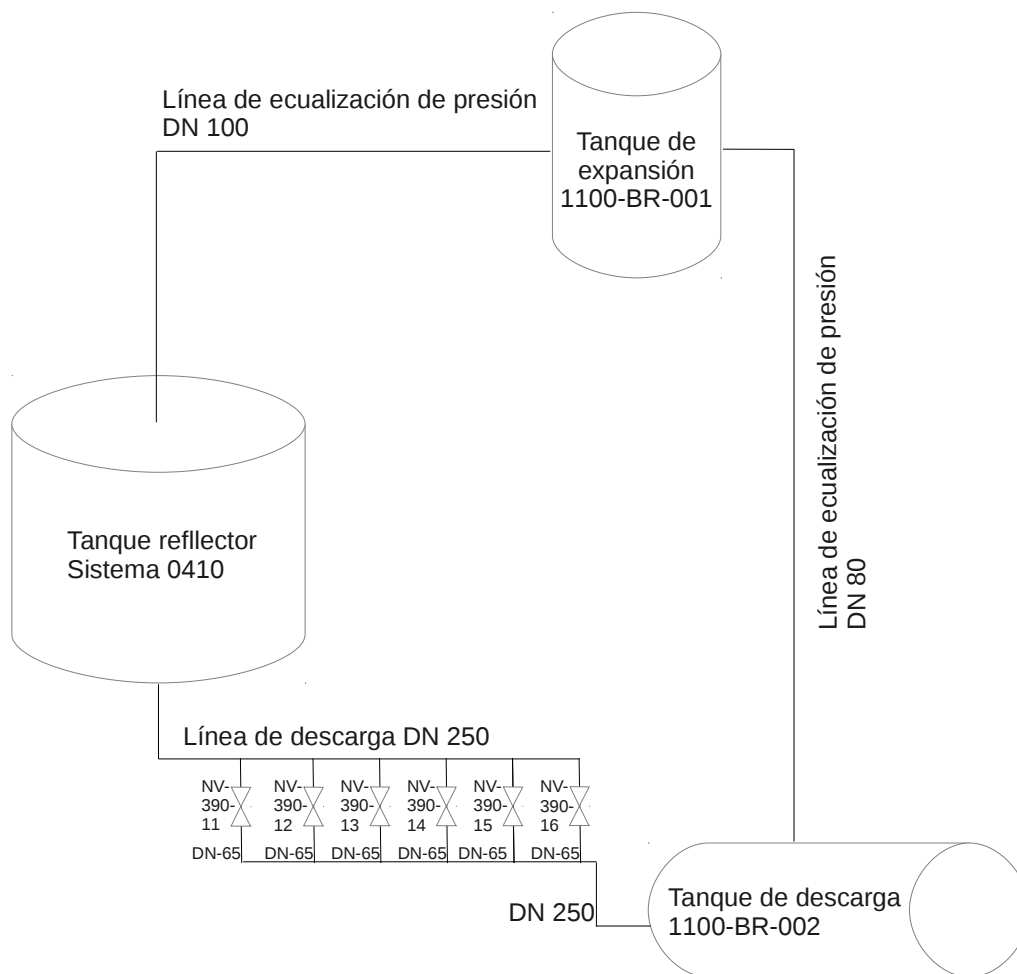 Línea de ecualización de presión
DN 100
Tanque de
expansión
1100-BR-001
Línea de ecualización de presión
DN 80
Tanque refllector
Sistema 0410
Línea de descarga DN 250
NV-
390-
11
NV-
390-
12
NV-
390-
13
NV-
390-
14
NV-
390-
15
NV-
390-
16
DN-65
DN-65
DN-65
DN-65
DN-65
DN-65
DN 250
Tanque de descarga
1100-BR-002